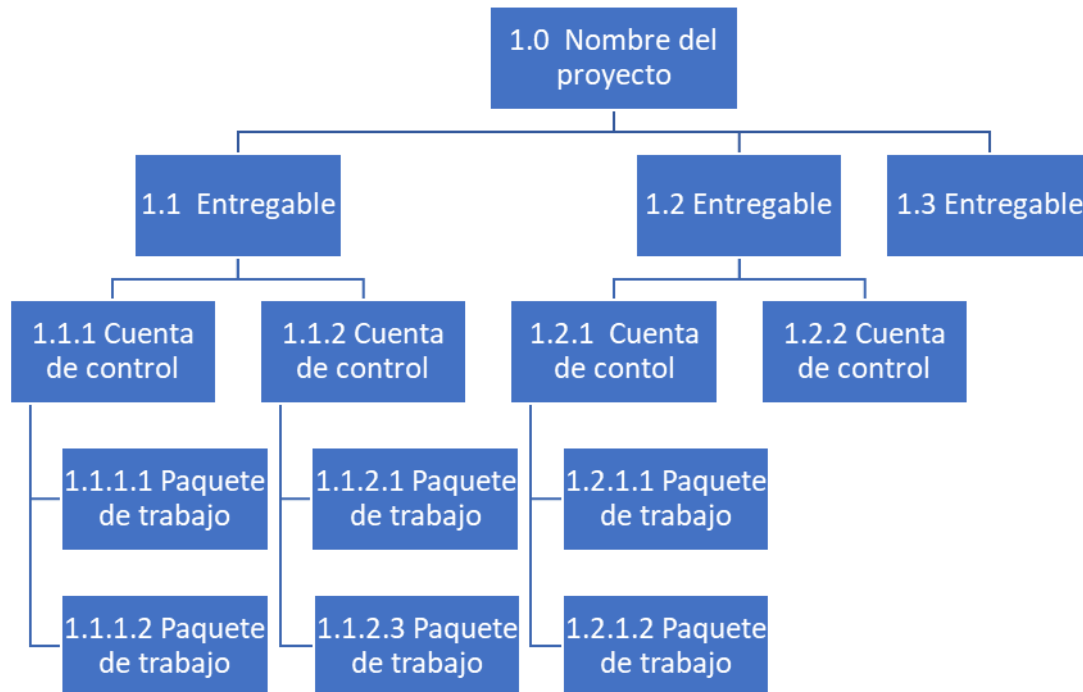 1.0  Nombre del
proyecto
1.1  Entregable
1.2 Entregable
1.3 Entregable
1.1.1 Cuenta
de control
1.1.2 Cuenta
de control
1.2.1  Cuenta
de contol
1.2.2 Cuenta
de control
1.1.1.1 Paquete
de trabajo
1.1.2.1 Paquete
de trabajo
1.2.1.1 Paquete
de trabajo
1.1.1.2 Paquete
de trabajo
1.1.2.3 Paquete
de trabajo
1.2.1.2 Paquete
de trabajo